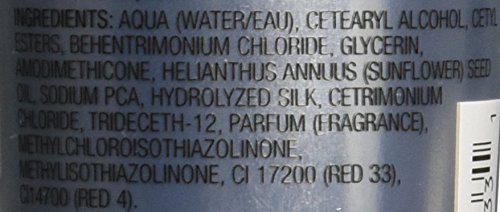 INGREDIENTS: AQUA (WATER/EAU), CETEARYL ALCOHOL, CETYL
ESTERS, BEHENTRIMONIUM CHLORIDE, GLYCERIN,
AMODIMETHICONE, HELIANTHUS ANNUUS (SUNFLOWER) SEED
OIL, SODIUM PCA, HYDROLYZED SILK, CETRIMONIUM
CHLORIDE, TRIDECETH-12, PARFUM (FRAGRANCE),
METHYLCHLOROISOTHIAZOLINONE,
METHYLISOTHIAZOLINONE, CI 17200 (RED 33),
CI14700 (RED 4).